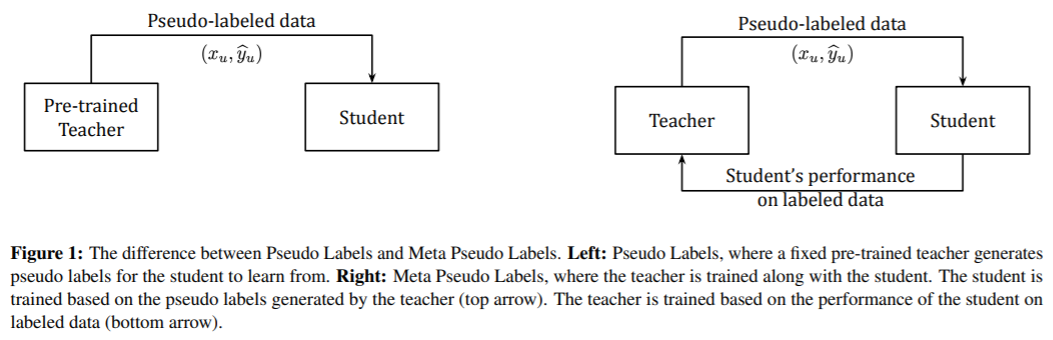 Pseudo-labeled data
(x_u, ŷ_u)
Pre-trained
Teacher
Student
Pseudo-labeled data
(x_u, ŷ_u)
Teacher
Student
Student's performance
on labeled data
Figure 1: The difference between Pseudo Labels and Meta Pseudo Labels. Left: Pseudo Labels, where a fixed pre-trained teacher generates
pseudo labels for the student to learn from. Right: Meta Pseudo Labels, where the teacher is trained along with the student. The student is
trained based on the pseudo labels generated by the teacher (top arrow). The teacher is trained based on the performance of the student on
labeled data (bottom arrow).